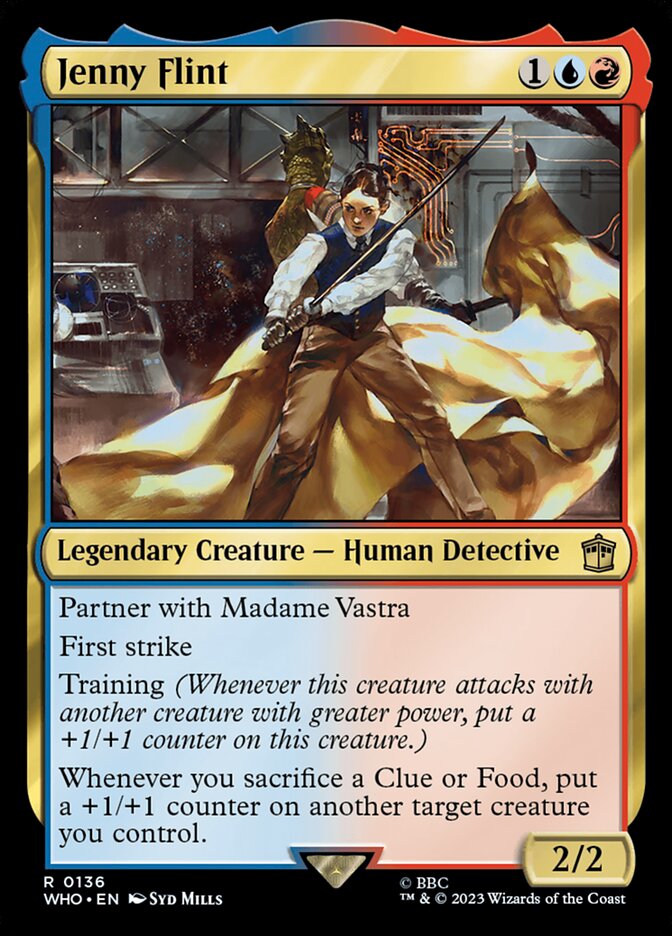 Jenny Flint 1
Legendary Creature — Human Detective
Partner with Madame Vastra
First strike
Training (Whenever this creature attacks with
another creature with greater power, put a
+1/+1 counter on this creature.)
Whenever you sacrifice a Clue or Food, put
a +1/+1 counter on another target creature
you control.
2/2
R 0136
WHO • EN Syd Mills
© BBC
™ & © 2023 Wizards of the Coast